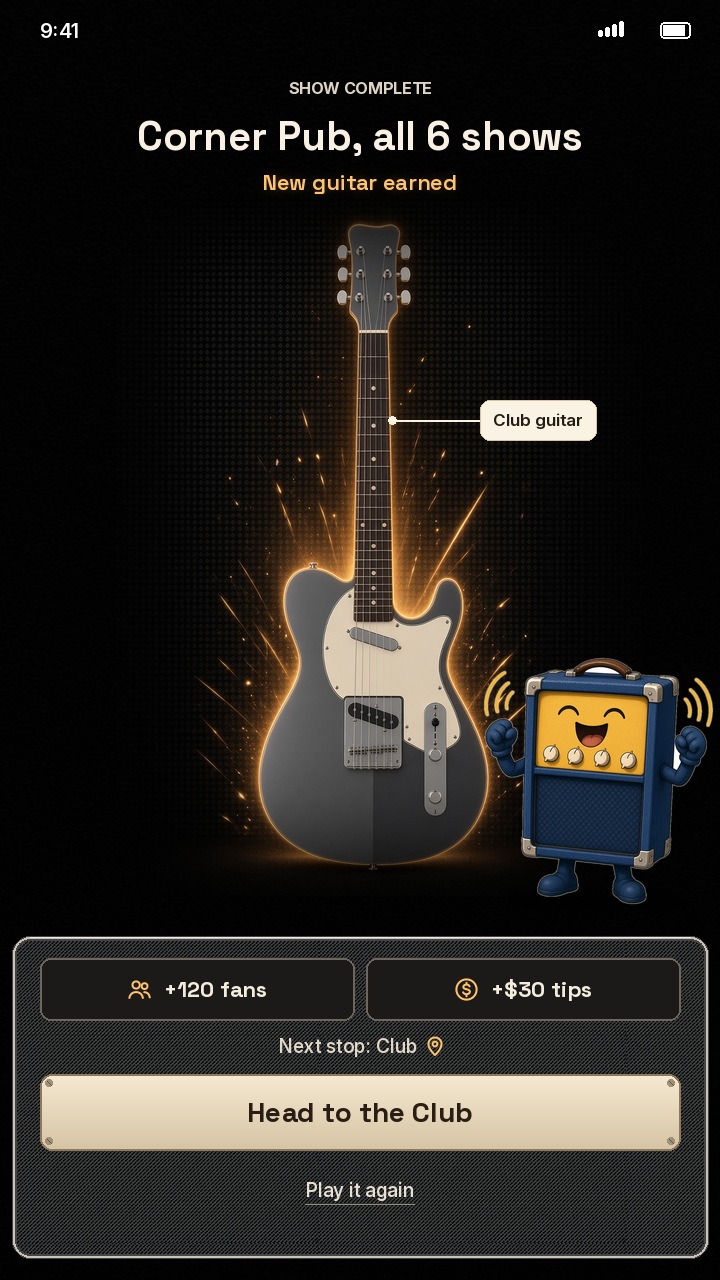 9:41
SHOW COMPLETE
Corner Pub, all 6 shows
New guitar earned
Club guitar
+120 fans
+$30 tips
Next stop: Club
Head to the Club
Play it again